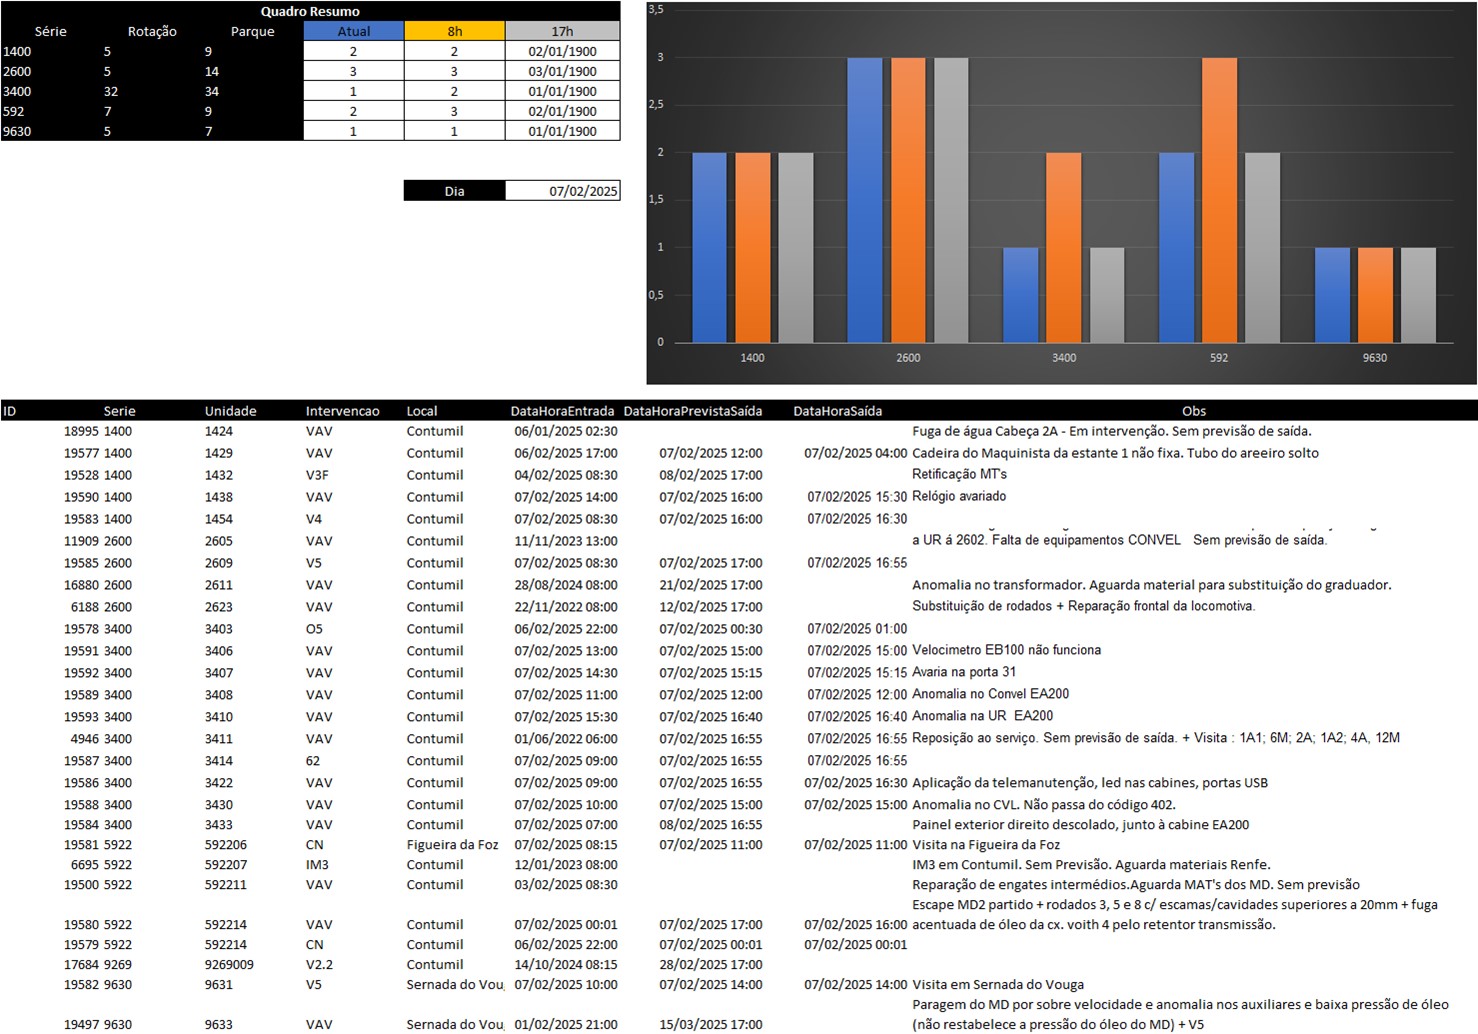 Quadro Resumo
Série Rotação Parque Atual 8h 17h
1400 5 9 2 2 02/01/1900
2600 5 14 3 3 03/01/1900
3400 32 34 1 2 01/01/1900
592 7 9 2 3 02/01/1900
9630 5 7 1 1 01/01/1900
Dia 07/02/2025
3,5
3
2,5
2
1,5
1
0,5
0
1400 2600 3400 592 9630
ID Serie Unidade Intervencao Local DataHoraEntrada DataHoraPrevistaSaída DataHoraSaída Obs
18995 1400 1424 VAV Contumil 06/01/2025 02:30 Fuga de água Cabeça 2A - Em intervenção. Sem previsão de saída.
19577 1400 1429 VAV Contumil 06/02/2025 17:00 07/02/2025 12:00 07/02/2025 04:00 Cadeira do Maquinista da estante 1 não fixa. Tubo do areeiro solto
19528 1400 1432 V3F Contumil 04/02/2025 08:30 08/02/2025 17:00 Retificação MT's
19590 1400 1438 VAV Contumil 07/02/2025 14:00 07/02/2025 16:00 07/02/2025 15:30 Relógio avariado
19583 1400 1454 V4 Contumil 07/02/2025 08:30 07/02/2025 16:00 07/02/2025 16:30
11909 2600 2605 VAV Contumil 11/11/2023 13:00 a UR á 2602. Falta de equipamentos CONVEL Sem previsão de saída.
19585 2600 2609 V5 Contumil 07/02/2025 08:30 07/02/2025 17:00 07/02/2025 16:55
16880 2600 2611 VAV Contumil 28/08/2024 08:00 21/02/2025 17:00 Anomalia no transformador. Aguarda material para substituição do graduador.
6188 2600 2623 VAV Contumil 22/11/2022 08:00 12/02/2025 17:00 Substituição de rodados + Reparação frontal da locomotiva.
19578 3400 3403 O5 Contumil 06/02/2025 22:00 07/02/2025 00:30 07/02/2025 01:00
19591 3400 3406 VAV Contumil 07/02/2025 13:00 07/02/2025 15:00 07/02/2025 15:00 Velocimetro EB100 não funciona
19592 3400 3407 VAV Contumil 07/02/2025 14:30 07/02/2025 15:15 07/02/2025 15:15 Avaria na porta 31
19589 3400 3408 VAV Contumil 07/02/2025 11:00 07/02/2025 12:00 07/02/2025 12:00 Anomalia no Convel EA200
19593 3400 3410 VAV Contumil 07/02/2025 15:30 07/02/2025 16:40 07/02/2025 16:40 Anomalia na UR EA200
4946 3400 3411 VAV Contumil 01/06/2022 06:00 07/02/2025 16:55 07/02/2025 16:55 Reposição ao serviço. Sem previsão de saída. + Visita : 1A1; 6M; 2A; 1A2; 4A, 12M
19587 3400 3414 62 Contumil 07/02/2025 09:00 07/02/2025 16:55 07/02/2025 16:55
19586 3400 3422 VAV Contumil 07/02/2025 09:00 07/02/2025 16:55 07/02/2025 16:30 Aplicação da telemanutenção, led nas cabines, portas USB
19588 3400 3430 VAV Contumil 07/02/2025 10:00 07/02/2025 15:00 07/02/2025 15:00 Anomalia no CVL. Não passa do código 402.
19584 3400 3433 VAV Contumil 07/02/2025 07:00 08/02/2025 16:55 Painel exterior direito descolado, junto à cabine EA200
19581 5922 592206 CN Figueira da Foz 07/02/2025 08:15 07/02/2025 11:00 07/02/2025 11:00 Visita na Figueira da Foz
6695 5922 592207 IM3 Contumil 12/01/2023 08:00 IM3 em Contumil. Sem Previsão. Aguarda materiais Renfe.
19500 5922 592211 VAV Contumil 03/02/2025 08:30 Reparação de engates intermédios.Aguarda MAT's dos MD. Sem previsão
Escape MD2 partido + rodados 3, 5 e 8 c/ escamas/cavidades superiores a 20mm + fuga
19580 5922 592214 VAV Contumil 07/02/2025 00:01 07/02/2025 17:00 07/02/2025 16:00 acentuada de óleo da cx. voith 4 pelo retentor transmissão.
19579 5922 592214 CN Contumil 06/02/2025 22:00 07/02/2025 00:01 07/02/2025 00:01
17684 9269 9269009 V2.2 Contumil 14/10/2024 08:15 28/02/2025 17:00
19582 9630 9631 V5 Sernada do Vou 07/02/2025 10:00 07/02/2025 14:00 07/02/2025 14:00 Visita em Sernada do Vouga
Paragem do MD por sobre velocidade e anomalia nos auxiliares e baixa pressão de óleo
19497 9630 9633 VAV Sernada do Vou 01/02/2025 21:00 15/03/2025 17:00 (não restabelece a pressão do óleo do MD) + V5